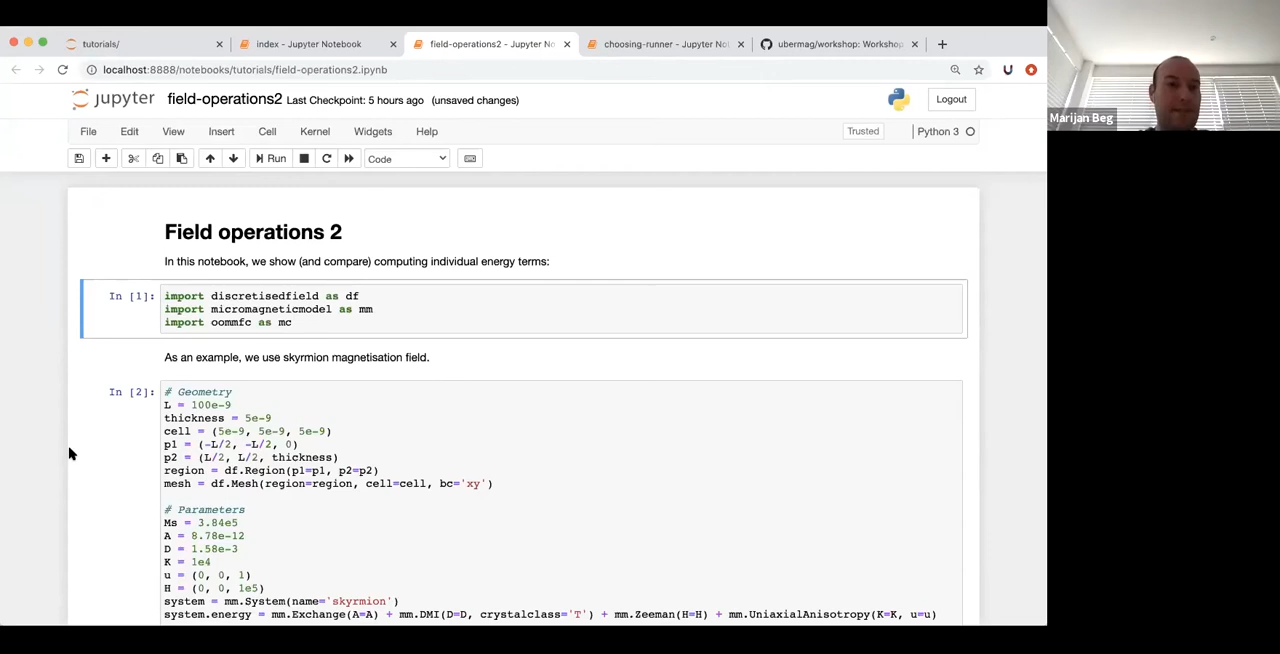 tutorials/
index - Jupyter Notebook
field-operations2 - Jupyter No
choosing-runner - Jupyter Not
ubermag/workshop: Workshop
localhost:8888/notebooks/tutorials/field-operations2.ipynb
jupyter field-operations2 Last Checkpoint: 5 hours ago (unsaved changes)
Logout
File Edit View Insert Cell Kernel Widgets Help
Trusted
Python 3
Run
Code
Marijan Beg
Field operations 2
In this notebook, we show (and compare) computing individual energy terms:
In [1]: import discretisedfield as df
import micromagneticmodel as mm
import oommfc as mc
As an example, we use skyrmion magnetisation field.
In [2]: # Geometry
L = 100e-9
thickness = 5e-9
cell = (5e-9, 5e-9, 5e-9)
p1 = (-L/2, -L/2, 0)
p2 = (L/2, L/2, thickness)
region = df.Region(p1=p1, p2=p2)
mesh = df.Mesh(region=region, cell=cell, bc='xy')
# Parameters
Ms = 3.84e5
A = 8.78e-12
D = 1.58e-3
K = 1e4
u = (0, 0, 1)
H = (0, 0, 1e5)
system = mm.System(name='skyrmion')
system.energy = mm.Exchange(A=A) + mm.DMI(D=D, crystalclass='T') + mm.Zeeman(H=H) + mm.UniaxialAnisotropy(K=K, u=u)